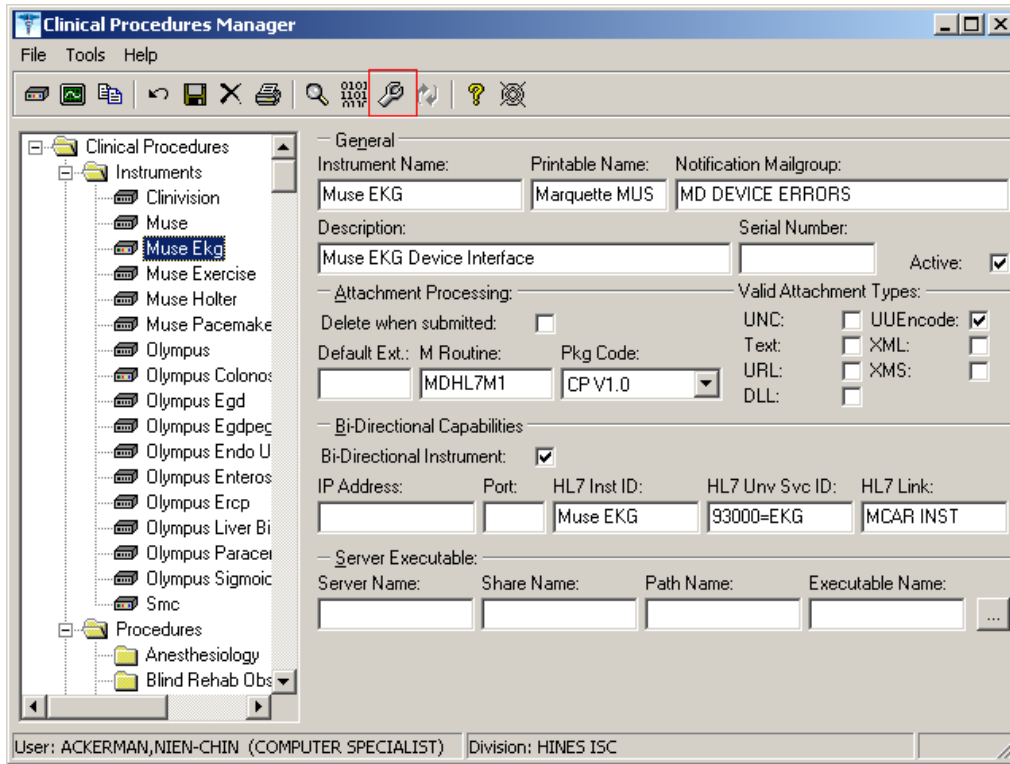 Clinical Procedures Manager
File Tools Help
Clinical Procedures
Instruments
Clinivision
Muse
Muse Ekg
Muse Exercise
Muse Holter
Muse Pacemake
Olympus
Olympus Colonos
Olympus Egd
Olympus Egdpeg
Olympus Endo U
Olympus Enteros
Olympus Ercp
Olympus Liver Bi
Olympus Paracer
Olympus Sigmoic
Smc
Procedures
Anesthesiology
Blind Rehab Obs
General
Instrument Name: Printable Name: Notification Mailgroup:
Muse EKG Marquette MUS MD DEVICE ERRORS
Description: Serial Number:
Muse EKG Device Interface Active:
Attachment Processing: Valid Attachment Types:
Delete when submitted: UNC: UUEncode:
Default Ext.: M Routine: Pkg Code: Text: XML:
MDHL7M1 CP V1.0 URL: XMS:
DLL:
Bi-Directional Capabilities
Bi-Directional Instrument:
IP Address: Port: HL7 Inst ID: HL7 Unv Svc ID: HL7 Link:
Muse EKG 93000=EKG MCAR INST
Server Executable:
Server Name: Share Name: Path Name: Executable Name:
...
User: ACKERMAN,NIEN-CHIN (COMPUTER SPECIALIST) Division: HINES ISC